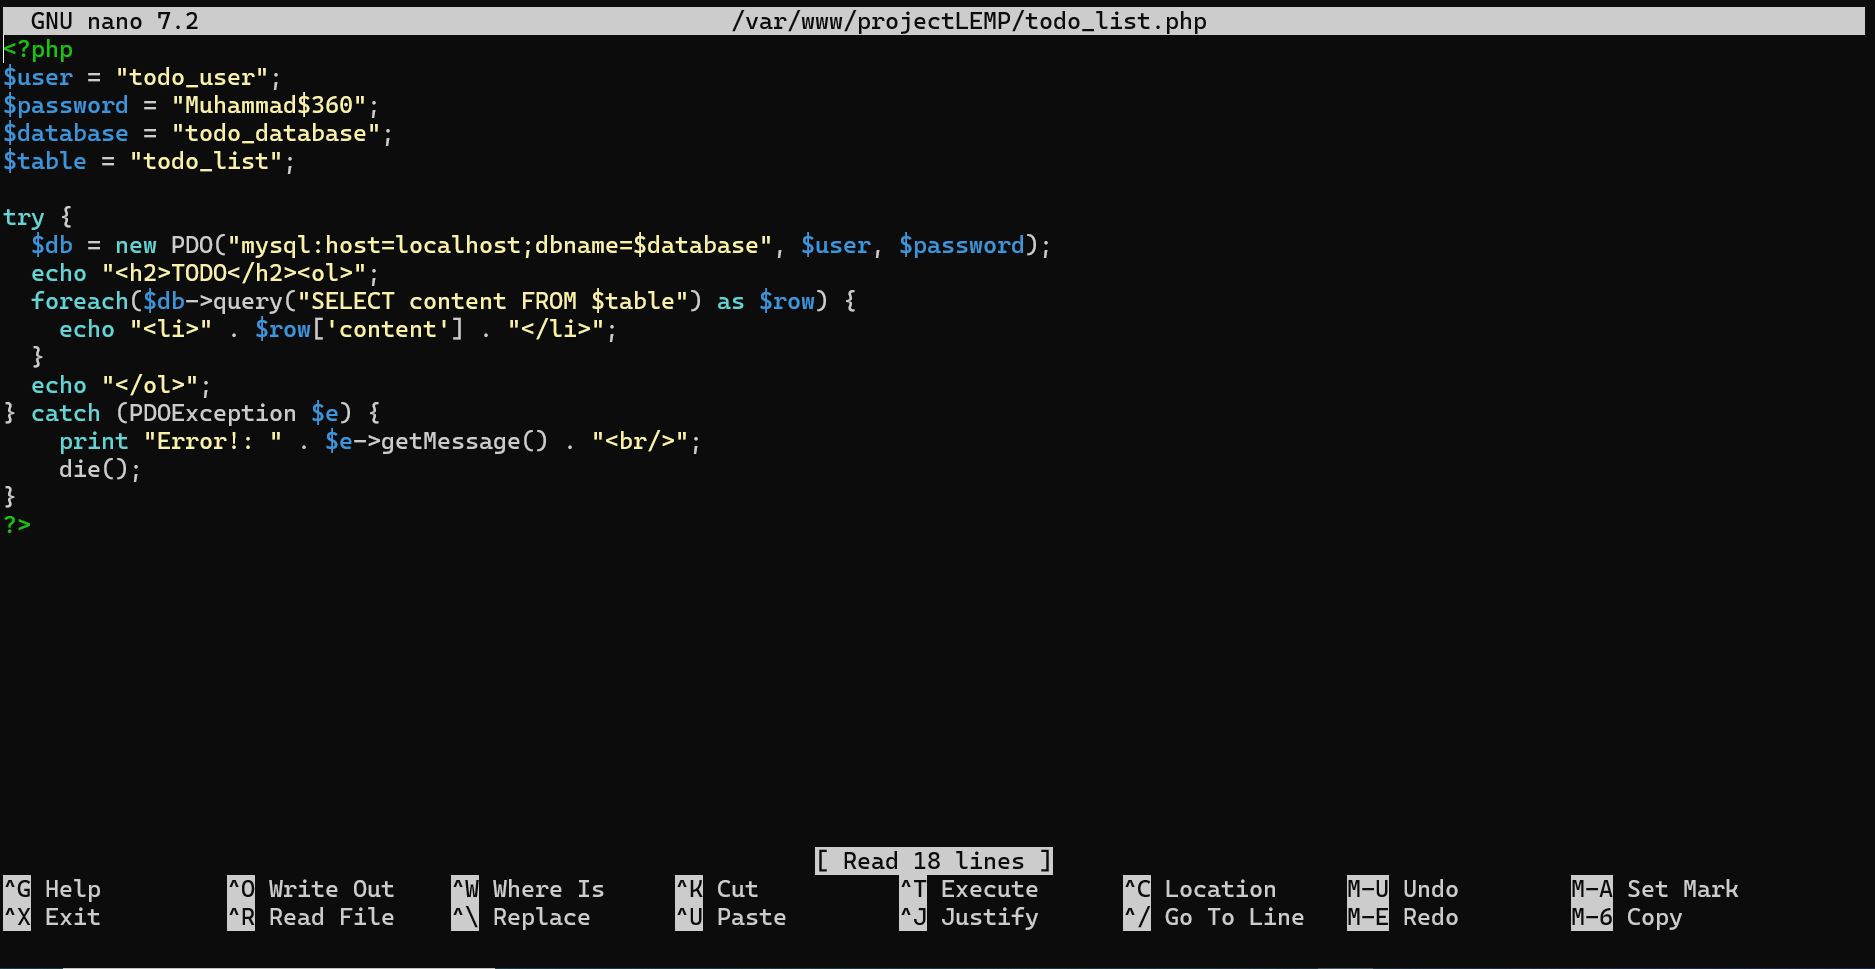 GNU nano 7.2 /var/www/projectLEMP/todo_list.php
<?php
$user = "todo_user";
$password = "Muhammad$360";
$database = "todo_database";
$table = "todo_list";

try {
  $db = new PDO("mysql:host=localhost;dbname=$database", $user, $password);
  echo "<h2>TODO</h2><ol>";
  foreach($db->query("SELECT content FROM $table") as $row) {
    echo "<li>" . $row['content'] . "</li>";
  }
  echo "</ol>";
} catch (PDOException $e) {
    print "Error!: " . $e->getMessage() . "<br/>";
    die();
}
?>
[ Read 18 lines ]
^G Help ^O Write Out ^W Where Is ^K Cut ^T Execute ^C Location M-U Undo M-A Set Mark
^X Exit ^R Read File ^\ Replace ^U Paste ^J Justify ^/ Go To Line M-E Redo M-6 Copy